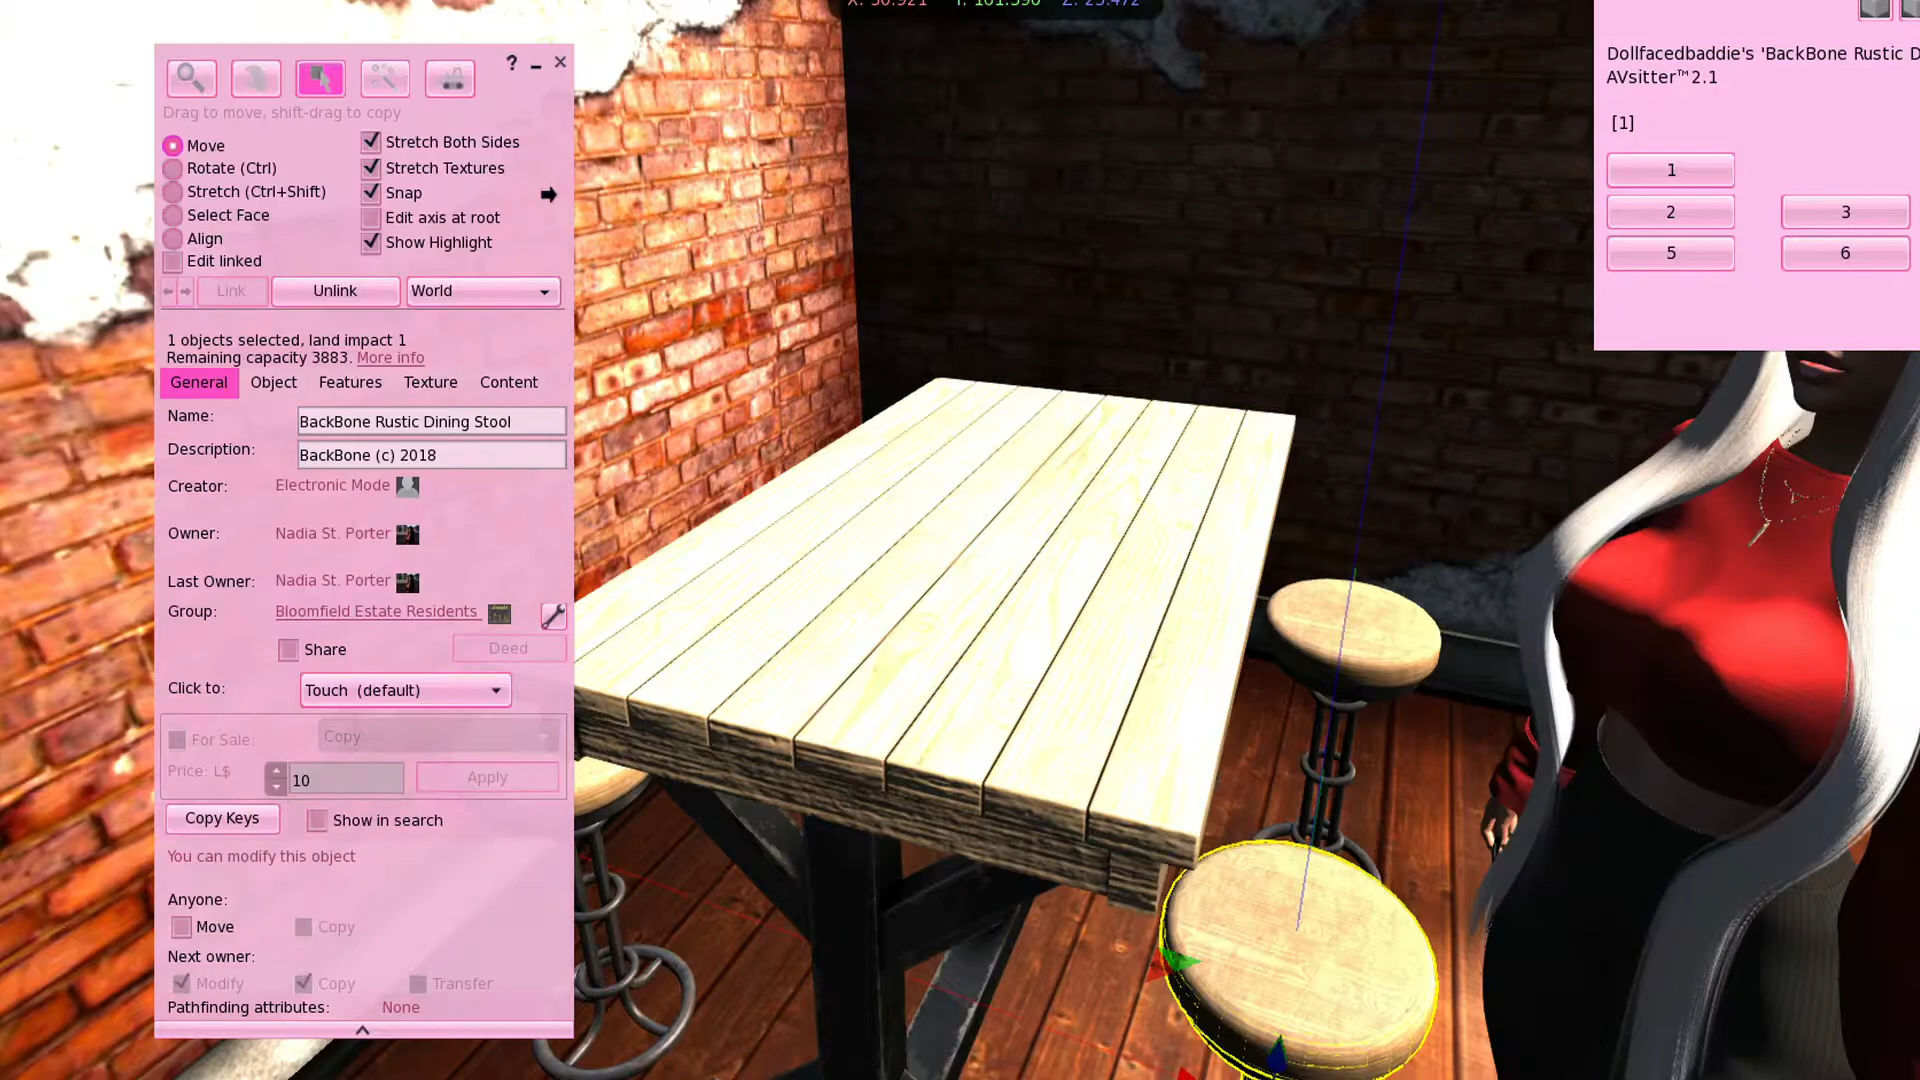 ? _ ×
Drag to move, shift-drag to copy
Move
Rotate (Ctrl)
Stretch (Ctrl+Shift)
Select Face
Align
Edit linked
Stretch Both Sides
Stretch Textures
Snap
Edit axis at root
Show Highlight
Link
Unlink
World
1 objects selected, land impact 1
Remaining capacity 3883. More info
General Object Features Texture Content
Name: BackBone Rustic Dining Stool
Description: BackBone (c) 2018
Creator: Electronic Mode
Owner: Nadia St. Porter
Last Owner: Nadia St. Porter
Group: Bloomfield Estate Residents
Share Deed
Click to: Touch (default)
For Sale: Copy
Price: L$ 10 Apply
Copy Keys Show in search
You can modify this object
Anyone:
Move Copy
Next owner:
Modify Copy Transfer
Pathfinding attributes: None
X: 50.921 Y: 101.590 Z: 25.472
Dollfacedbaddie's 'BackBone Rustic D
AVsitter™2.1
[1]
1
2 3
5 6